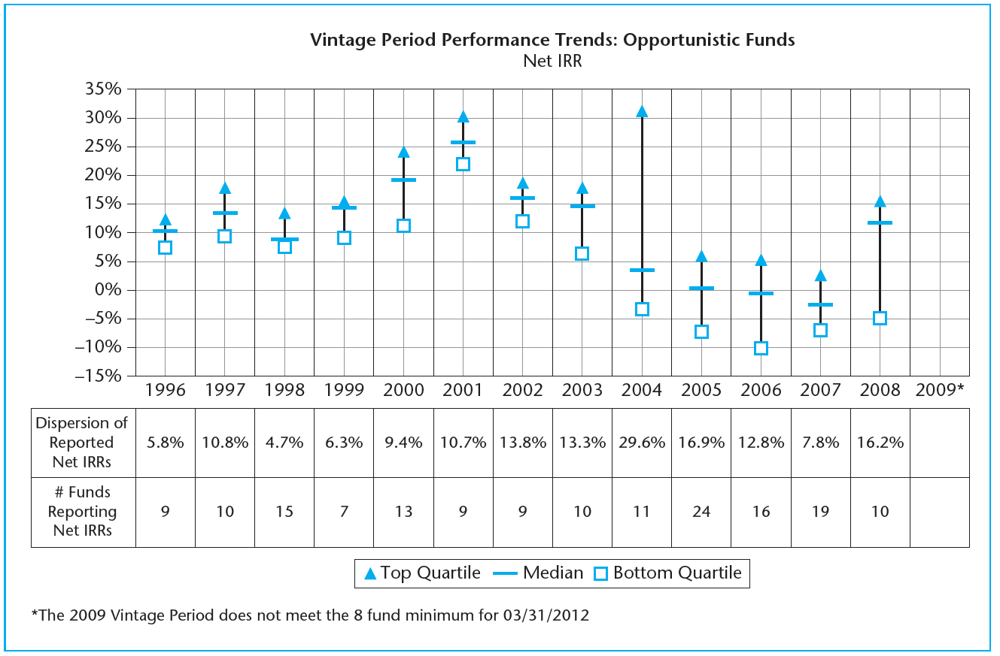 Vintage Period Performance Trends: Opportunistic Funds
Net IRR
35%
30%
25%
20%
15%
10%
5%
0%
–5%
–10%
–15%
1996 1997 1998 1999 2000 2001 2002 2003 2004 2005 2006 2007 2008 2009*
Dispersion of
Reported
Net IRRs
5.8% 10.8% 4.7% 6.3% 9.4% 10.7% 13.8% 13.3% 29.6% 16.9% 12.8% 7.8% 16.2%
# Funds
Reporting
Net IRRs
9 10 15 7 13 9 9 10 11 24 16 19 10
Top Quartile Median Bottom Quartile
*The 2009 Vintage Period does not meet the 8 fund minimum for 03/31/2012